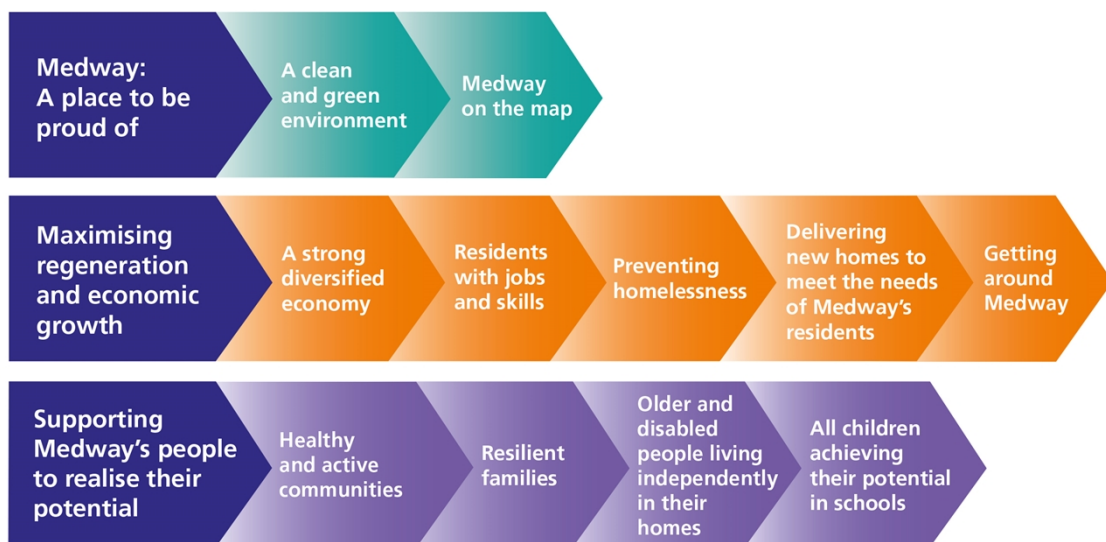 Medway:
A place to be
proud of
A clean
and green
environment
Medway
on the map
Maximising
regeneration
and economic
growth
A strong
diversified
economy
Residents
with jobs
and skills
Preventing
homelessness
Delivering
new homes to
meet the needs
of Medway’s
residents
Getting
around
Medway
Supporting
Medway’s people
to realise their
potential
Healthy
and active
communities
Resilient
families
Older and
disabled
people living
independently
in their
homes
All children
achieving
their potential
in schools